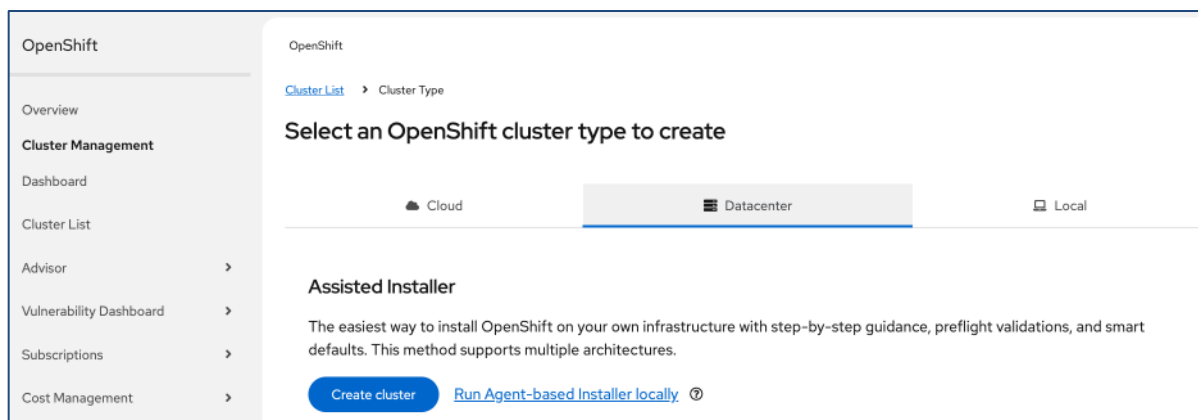 OpenShift
Overview
Cluster Management
Dashboard
Cluster List
Advisor
Vulnerability Dashboard
Subscriptions
Cost Management
OpenShift
Cluster List > Cluster Type
Select an OpenShift cluster type to create
Cloud Datacenter Local
Assisted Installer
The easiest way to install OpenShift on your own infrastructure with step-by-step guidance, preflight validations, and smart
defaults. This method supports multiple architectures.
Create cluster Run Agent-based Installer locally